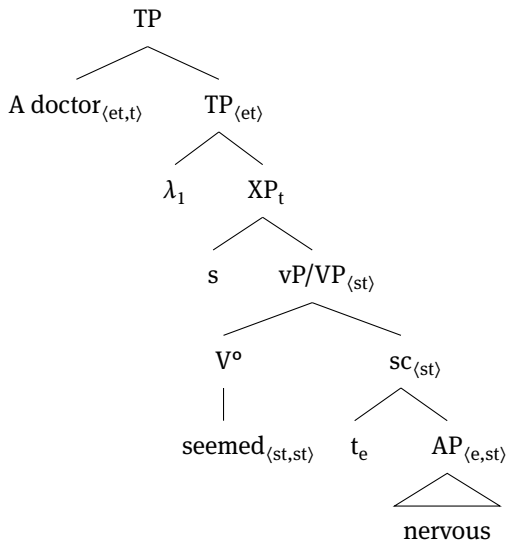 TP
A doctor⟨et,t⟩ TP⟨et⟩
λ₁ XPₜ
s vP/VP⟨st⟩
V° sc⟨st⟩
seemed⟨st,st⟩ tₑ AP⟨e,st⟩
nervous